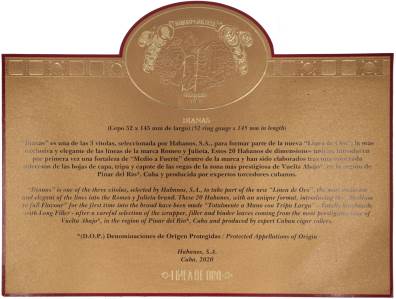 DIANAS
(Cepo 52 x 145 mm de largo) (52 ring gauge x 145 mm in length)
"Dianas" es una de las 3 vitolas, seleccionada por Habanos, S.A., para formar parte de la nueva "Línea de Oro", la más
exclusiva y elegante de las líneas de la marca Romeo y Julieta. Estos 20 Habanos de dimensiones únicas, introducen
por primera vez una fortaleza de "Medio a Fuerte" dentro de la marca y han sido elaborados tras una
selección de las hojas de capa, tripa y capote de las vegas de la zona más prestigiosa de Vuelta Abajo*, en la región de
Pinar del Río*, Cuba y producida por expertos torcedores cubanos.
"Dianas" is one of the three vitolas, selected by Habanos, S.A., to take part of the new "Línea de Oro", the most exclusive
and elegant of the lines into the Romeo y Julieta brand. These 20 Habanos, with an unique format, introducing the "Medium
to full Flavour" for the first time into the brand have been made "Totalmente a Mano con Tripa Larga" - Totally Handmade
with Long Filler - after a careful selection of the wrapper, filler and binder leaves coming from the most prestigious zone of
Vuelta Abajo*, in the region of Pinar del Río*, Cuba and produced by expert Cuban cigar rollers.
*(D.O.P.) Denominaciones de Origen Protegidas / Protected Appellations of Origin
Habanos, S.A.
Cuba, 2020
LÍNEA DE ORO